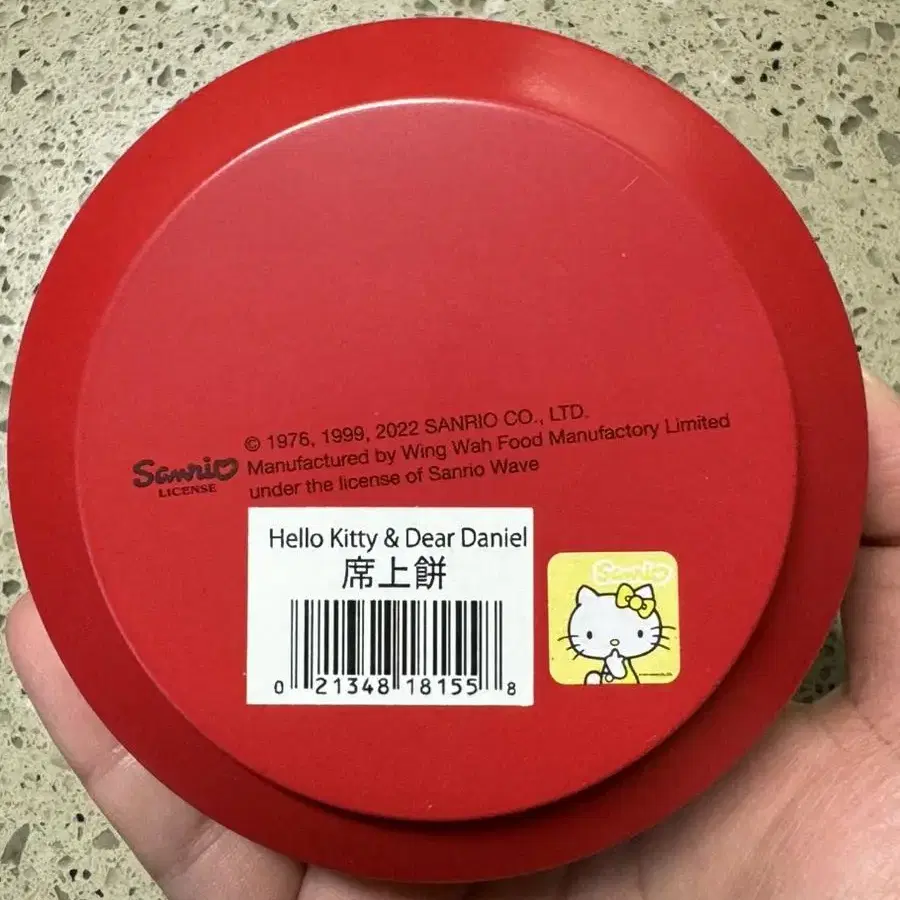 © 1976, 1999, 2022 SANRIO CO., LTD.
Manufactured by Wing Wah Food Manufactory Limited
under the license of Sanrio Wave
Sanrio
LICENSE
Hello Kitty & Dear Daniel
席上餅
0 21348 18155 8
Sanrio